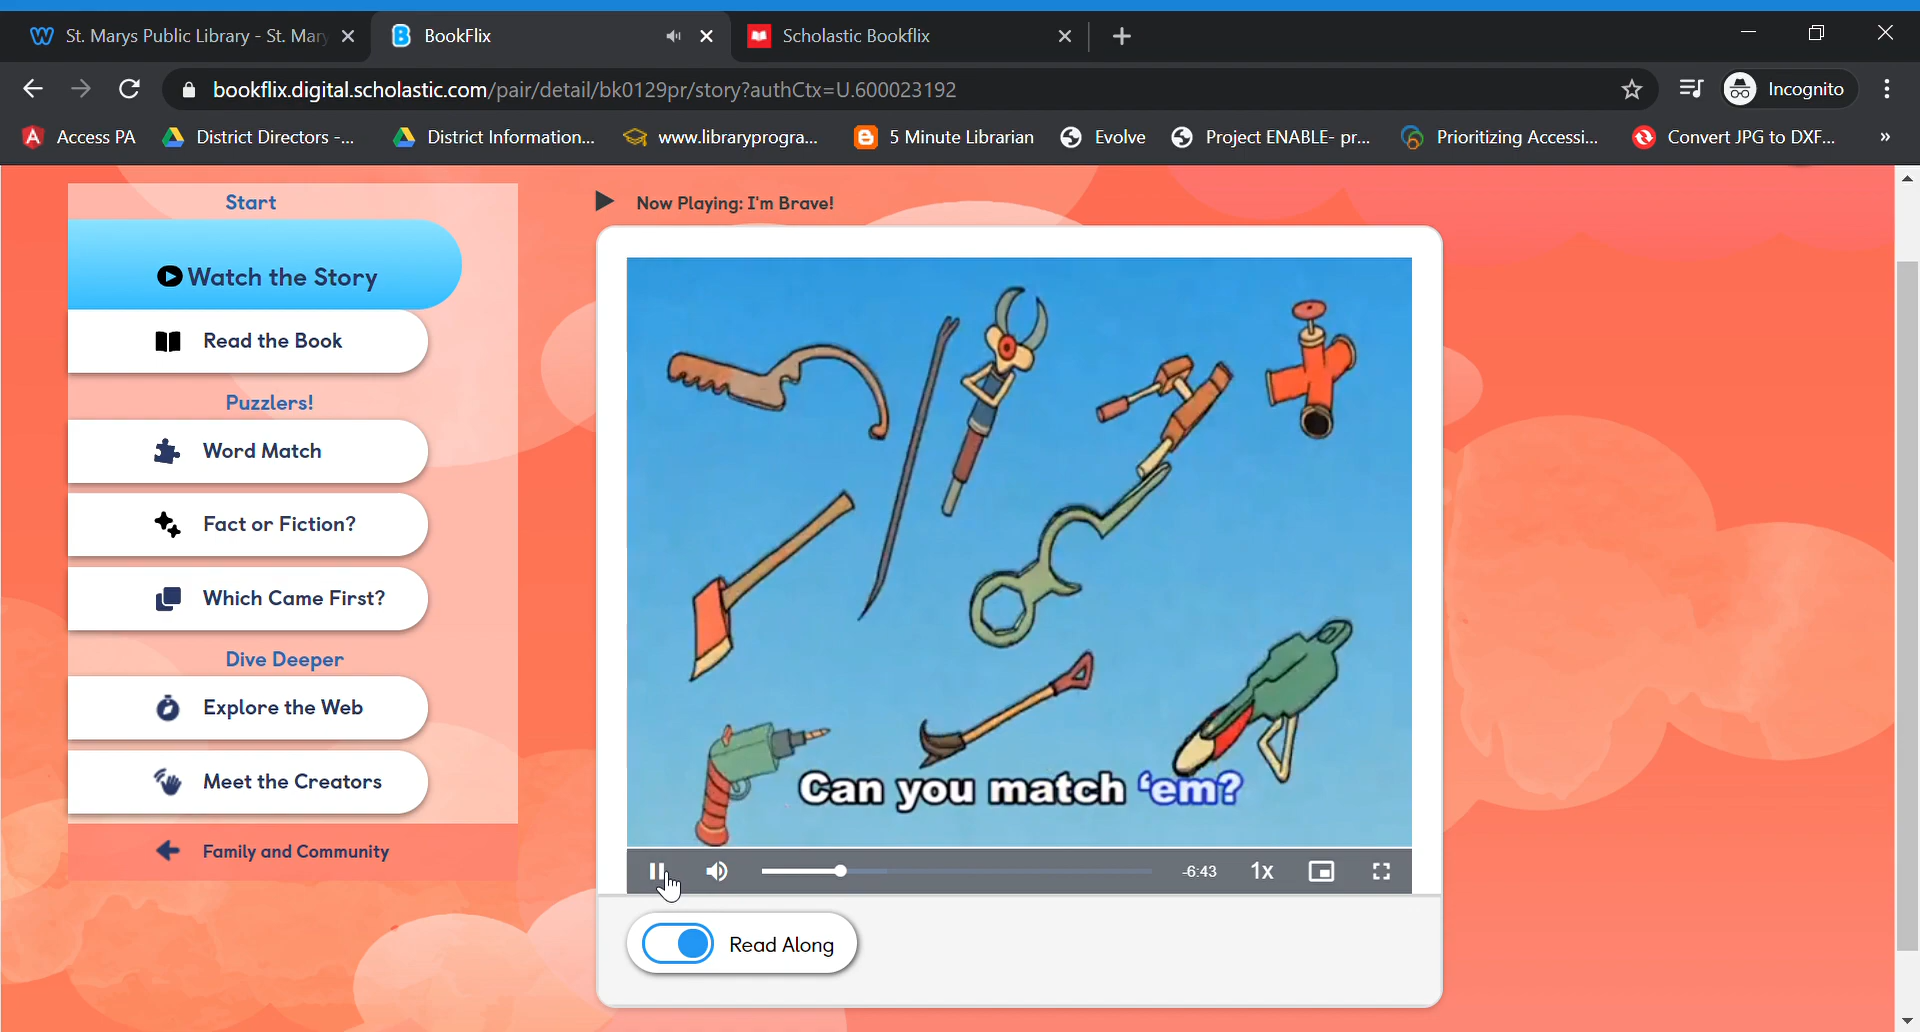 St. Marys Public Library - St. Mary
BookFlix
Scholastic Bookflix
bookflix.digital.scholastic.com/pair/detail/bk0129pr/story?authCtx=U.600023192
Incognito
Access PA
District Directors -...
District Information...
www.libraryprogra...
5 Minute Librarian
Evolve
Project ENABLE- pr...
Prioritizing Accessi...
Convert JPG to DXF...
»
Start
Watch the Story
Read the Book
Puzzlers!
Word Match
Fact or Fiction?
Which Came First?
Dive Deeper
Explore the Web
Meet the Creators
Family and Community
Now Playing: I'm Brave!
Can you match ‘em?
-6:43
1x
Read Along